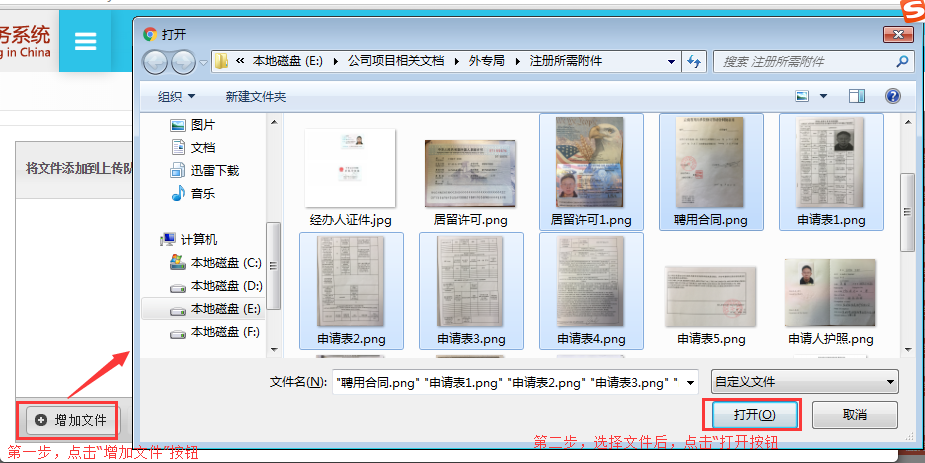 务系统
g in China
打开
« 本地磁盘 (E:) 公司项目相关文档 外专局 注册所需附件
搜索 注册所需附件
组织 新建文件夹
将文件添加到上传队
图片
文档
迅雷下载
音乐
计算机
本地磁盘 (C:)
本地磁盘 (D:)
本地磁盘 (E:)
本地磁盘 (F:)
经办人证件.jpg
居留许可.png
居留许可1.png
聘用合同.png
申请表1.png
申请表2.png
申请表3.png
申请表4.png
申请表5.png
申请人护照.png
文件名(N): "聘用合同.png" "申请表1.png" "申请表2.png" "申请表3.png" "
自定义文件
打开(O)
取消
增加文件
第一步，点击“增加文件”按钮
第二步，选择文件后，点击“打开按钮